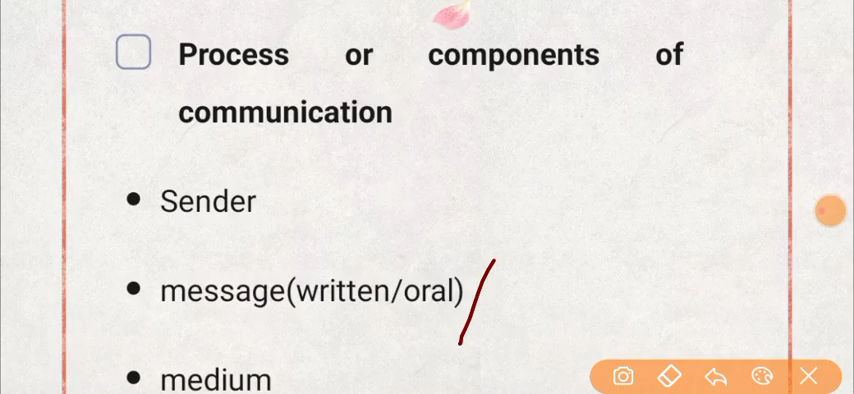 Process or components of
communication
Sender
message(written/oral)
medium